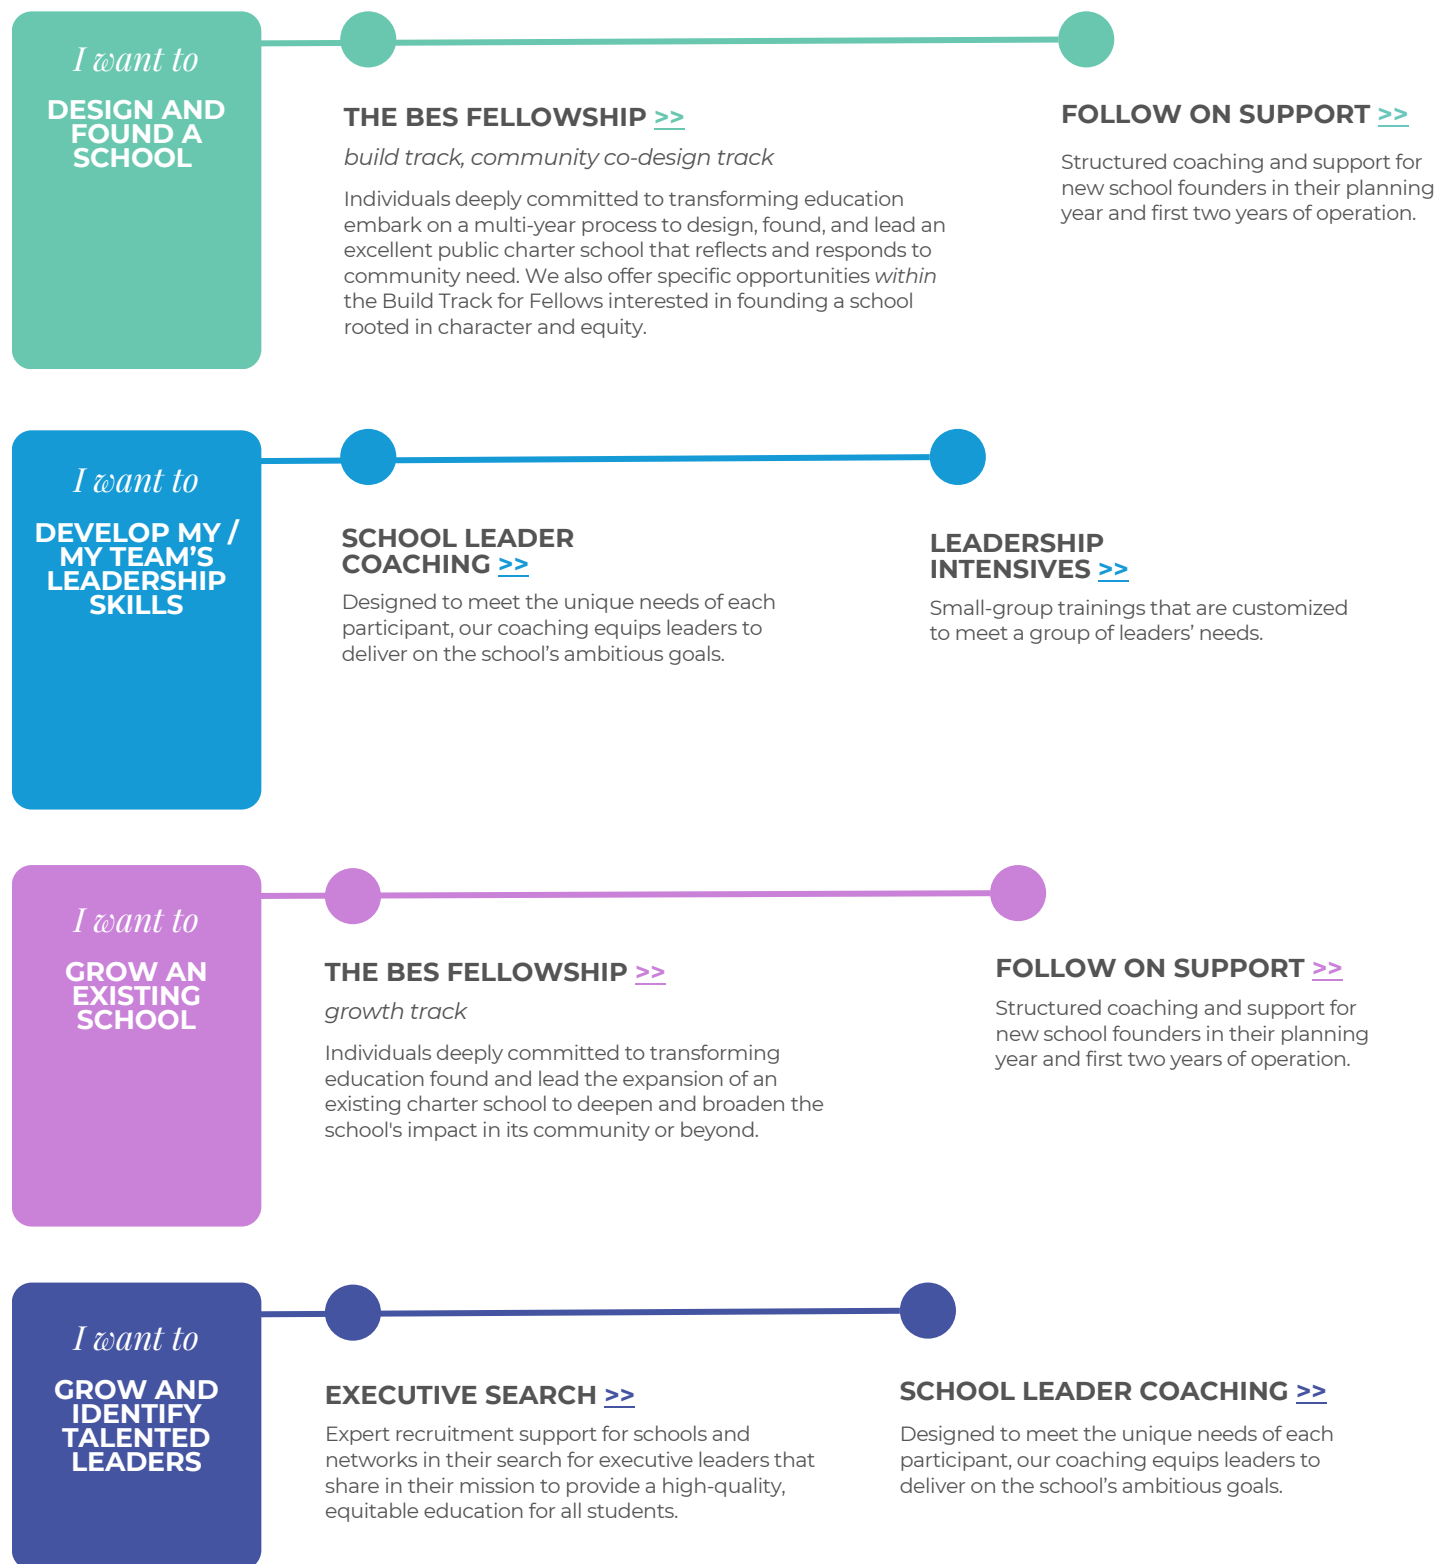 I want to
DESIGN AND
FOUND A
SCHOOL
THE BES FELLOWSHIP >>
build track, community co-design track
Individuals deeply committed to transforming education
embark on a multi-year process to design, found, and lead an
excellent public charter school that reflects and responds to
community need. We also offer specific opportunities within
the Build Track for Fellows interested in founding a school
rooted in character and equity.
FOLLOW ON SUPPORT >>
Structured coaching and support for
new school founders in their planning
year and first two years of operation.
I want to
DEVELOP MY /
MY TEAM’S
LEADERSHIP
SKILLS
SCHOOL LEADER
COACHING >>
Designed to meet the unique needs of each
participant, our coaching equips leaders to
deliver on the school’s ambitious goals.
LEADERSHIP
INTENSIVES >>
Small-group trainings that are customized
to meet a group of leaders’ needs.
I want to
GROW AN
EXISTING
SCHOOL
THE BES FELLOWSHIP >>
growth track
Individuals deeply committed to transforming
education found and lead the expansion of an
existing charter school to deepen and broaden the
school's impact in its community or beyond.
FOLLOW ON SUPPORT >>
Structured coaching and support for
new school founders in their planning
year and first two years of operation.
I want to
GROW AND
IDENTIFY
TALENTED
LEADERS
EXECUTIVE SEARCH >>
Expert recruitment support for schools and
networks in their search for executive leaders that
share in their mission to provide a high-quality,
equitable education for all students.
SCHOOL LEADER COACHING >>
Designed to meet the unique needs of each
participant, our coaching equips leaders to
deliver on the school’s ambitious goals.